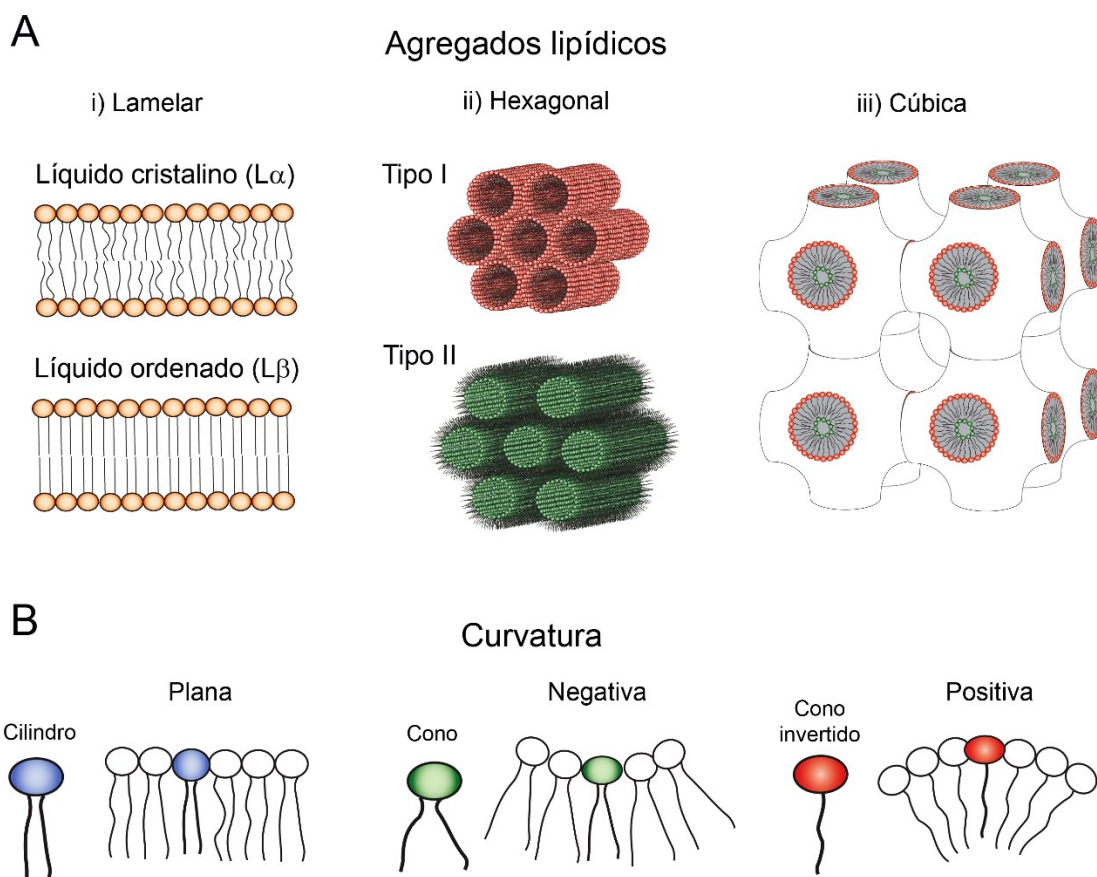 A
Agregados lipídicos
i) Lamelar
ii) Hexagonal
iii) Cúbica
Líquido cristalino (Lα)
Tipo I
Líquido ordenado (Lβ)
Tipo II
B
Curvatura
Plana
Negativa
Positiva
Cilindro
Cono
Cono
invertido